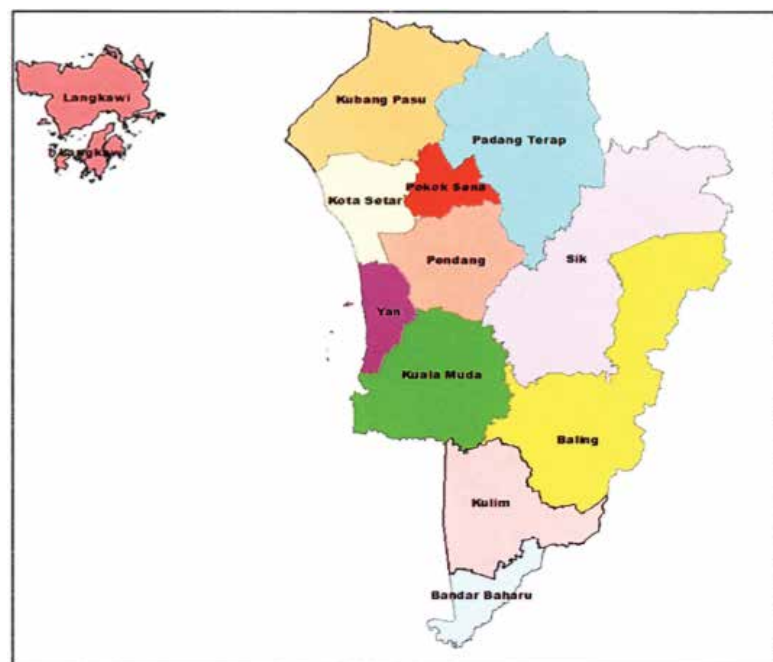 Langkawi
Kubang Pasu
Padang Terap
Pokok Sena
Kota Setar
Pendang
Sik
Yan
Kuala Muda
Baling
Kulim
Bandar Baharu